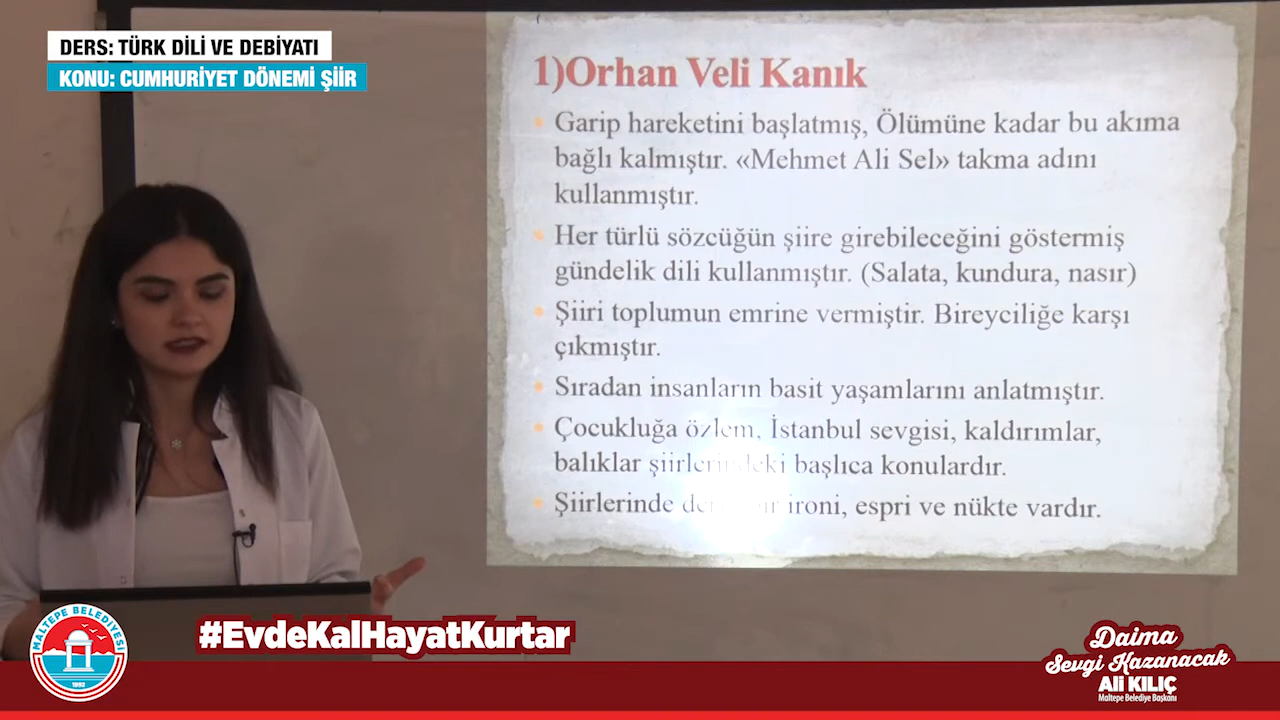 DERS: TÜRK DİLİ VE DEBİYATI
KONU: CUMHURİYET DÖNEMİ ŞİİR
1)Orhan Veli Kanık
Garip hareketini başlatmış, Ölümüne kadar bu akıma
bağlı kalmıştır. «Mehmet Ali Sel» takma adını
kullanmıştır.
Her türlü sözcüğün şiire girebileceğini göstermiş
gündelik dili kullanmıştır. (Salata, kundura, nasır)
Şiiri toplumun emrine vermiştir. Bireyciliğe karşı
çıkmıştır.
Sıradan insanların basit yaşamlarını anlatmıştır.
Çocukluğa özlem, İstanbul sevgisi, kaldırımlar,
balıklar şiirlerindeki başlıca konulardır.
Şiirlerinde ironi, espri ve nükte vardır.
MALTEPE BELEDİYESİ
1992
#EvdeKalHayatKurtar
Daima
Sevgi Kazanacak
Ali KILIÇ
Maltepe Belediye Başkanı